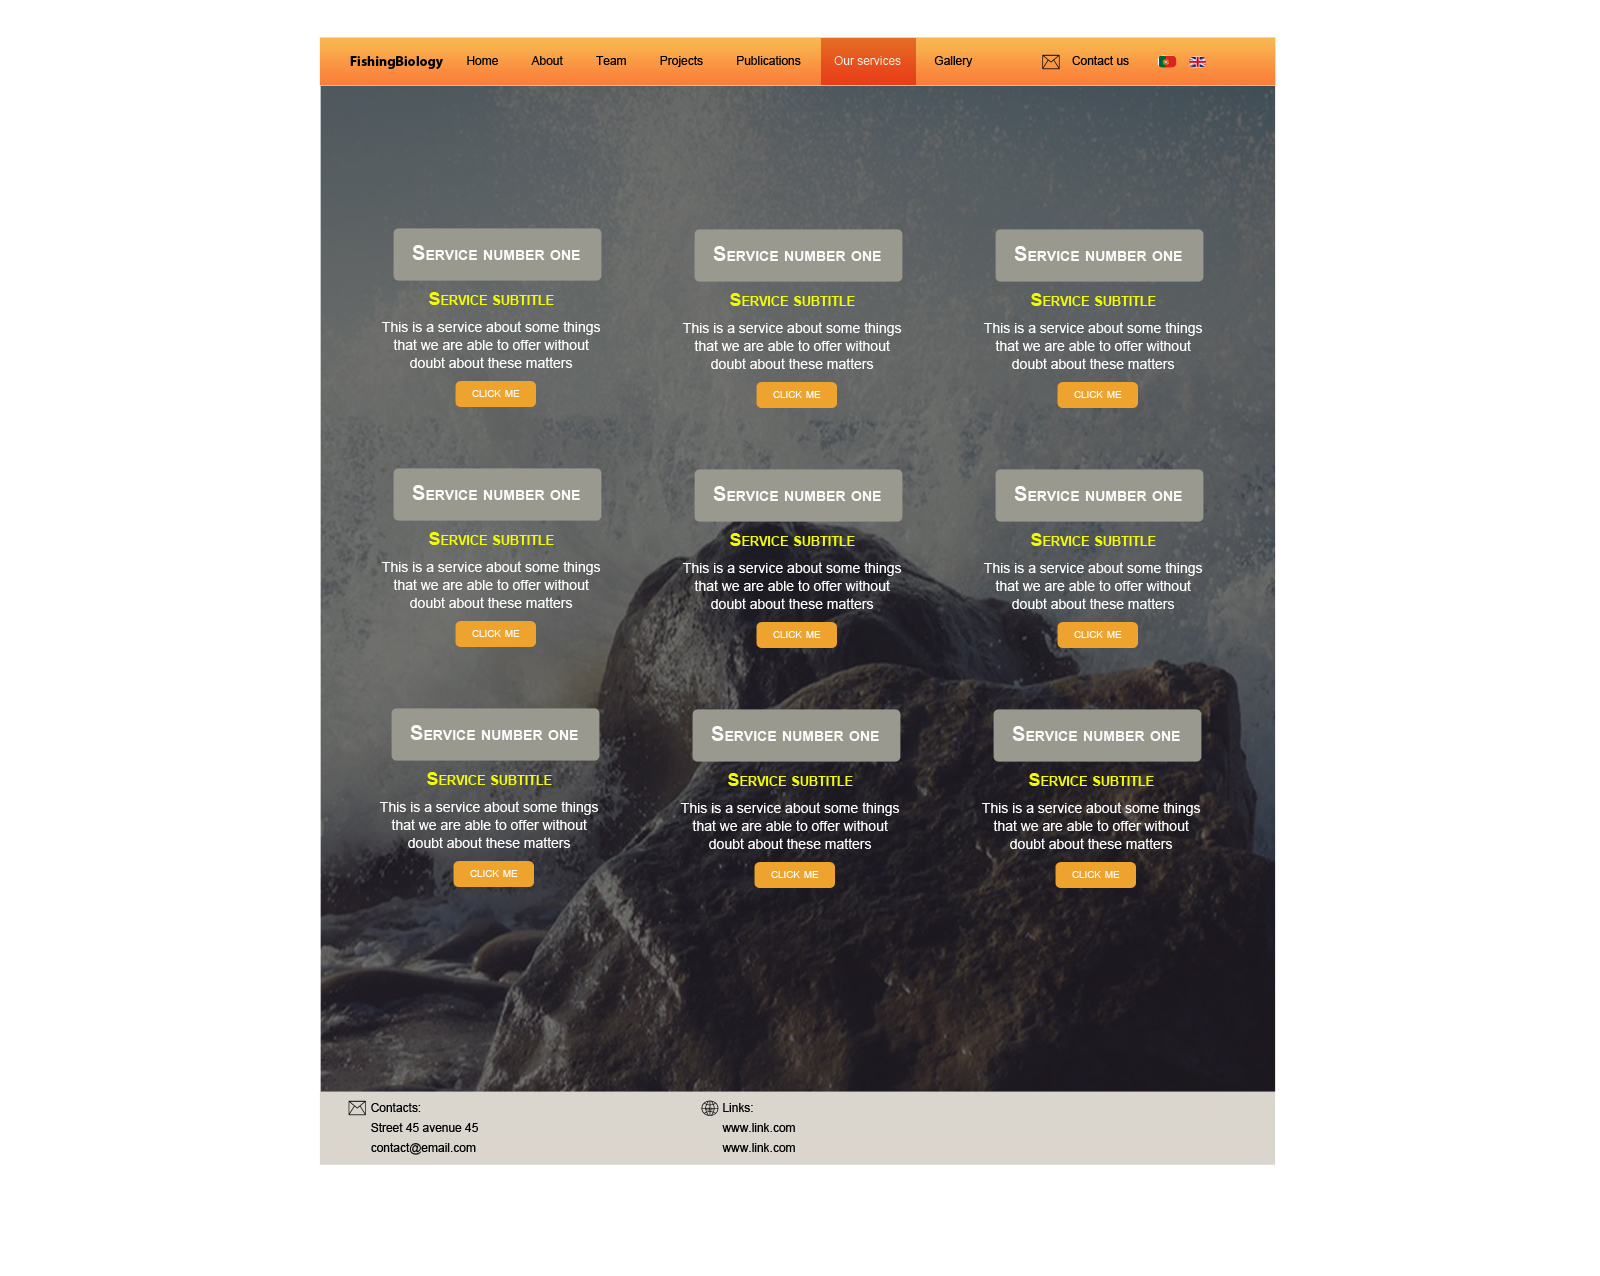 FishingBiology Home About Team Projects Publications Our services Gallery Contact us
Service number one Service number one Service number one
Service subtitle Service subtitle Service subtitle
This is a service about some things This is a service about some things This is a service about some things
that we are able to offer without that we are able to offer without that we are able to offer without
doubt about these matters doubt about these matters doubt about these matters
CLICK ME CLICK ME CLICK ME
Service number one Service number one Service number one
Service subtitle Service subtitle Service subtitle
This is a service about some things This is a service about some things This is a service about some things
that we are able to offer without that we are able to offer without that we are able to offer without
doubt about these matters doubt about these matters doubt about these matters
CLICK ME CLICK ME CLICK ME
Service number one Service number one Service number one
Service subtitle Service subtitle Service subtitle
This is a service about some things This is a service about some things This is a service about some things
that we are able to offer without that we are able to offer without that we are able to offer without
doubt about these matters doubt about these matters doubt about these matters
CLICK ME CLICK ME CLICK ME
Contacts:
Street 45 avenue 45
contact@email.com
Links:
www.link.com
www.link.com